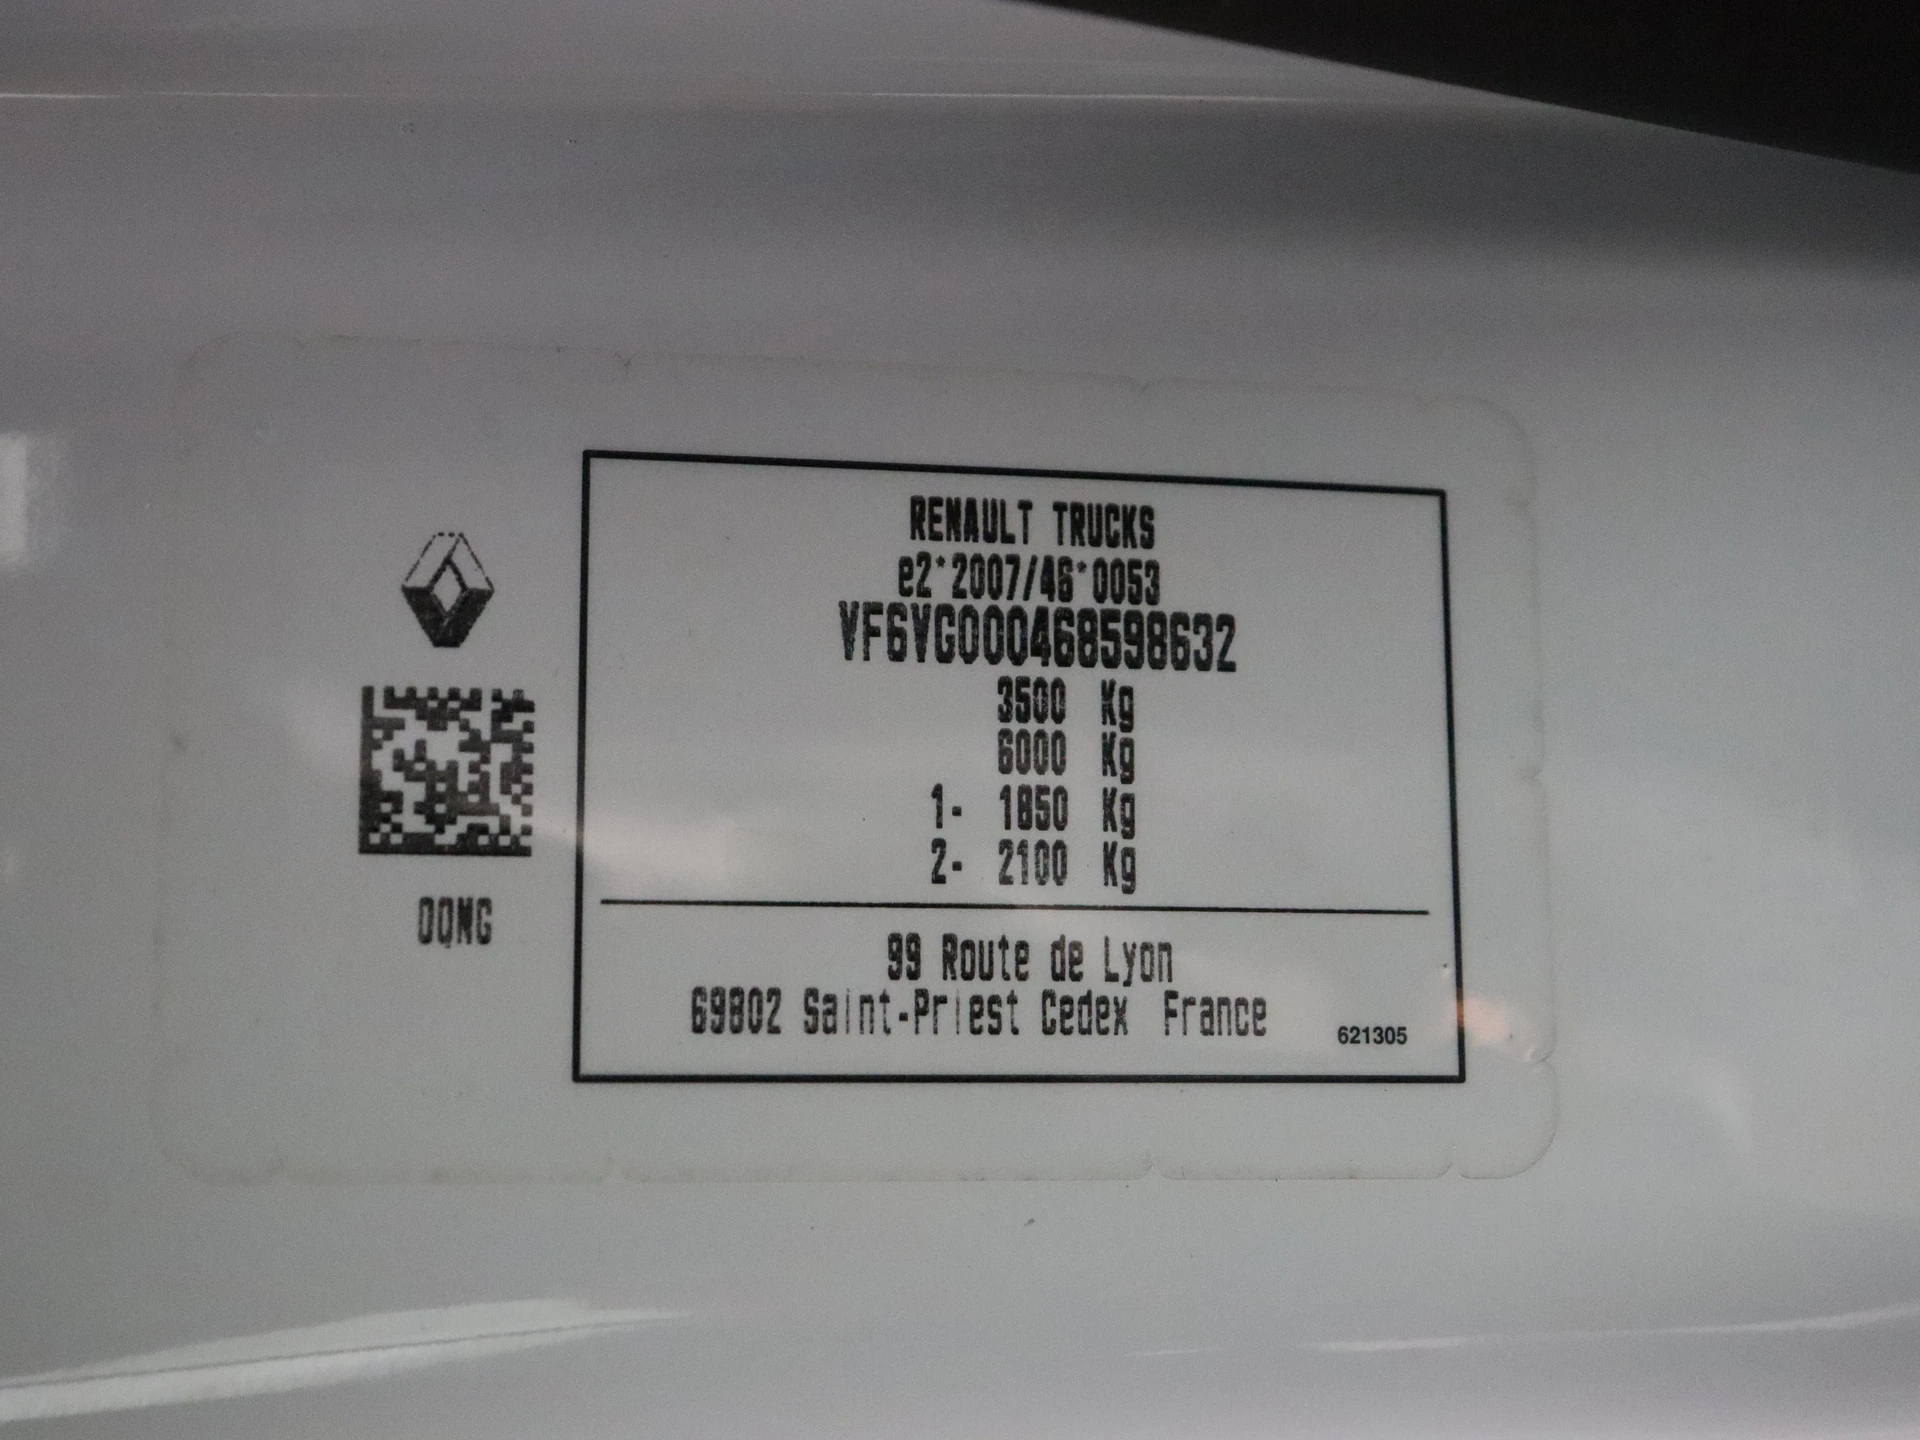 RENAULT TRUCKS
e2*2007/46*0053
VF6VG000468598632
3500 Kg
6000 Kg
1- 1850 Kg
2- 2100 Kg
OQNG
99 Route de Lyon
69802 Saint-Priest Cedex France
621305